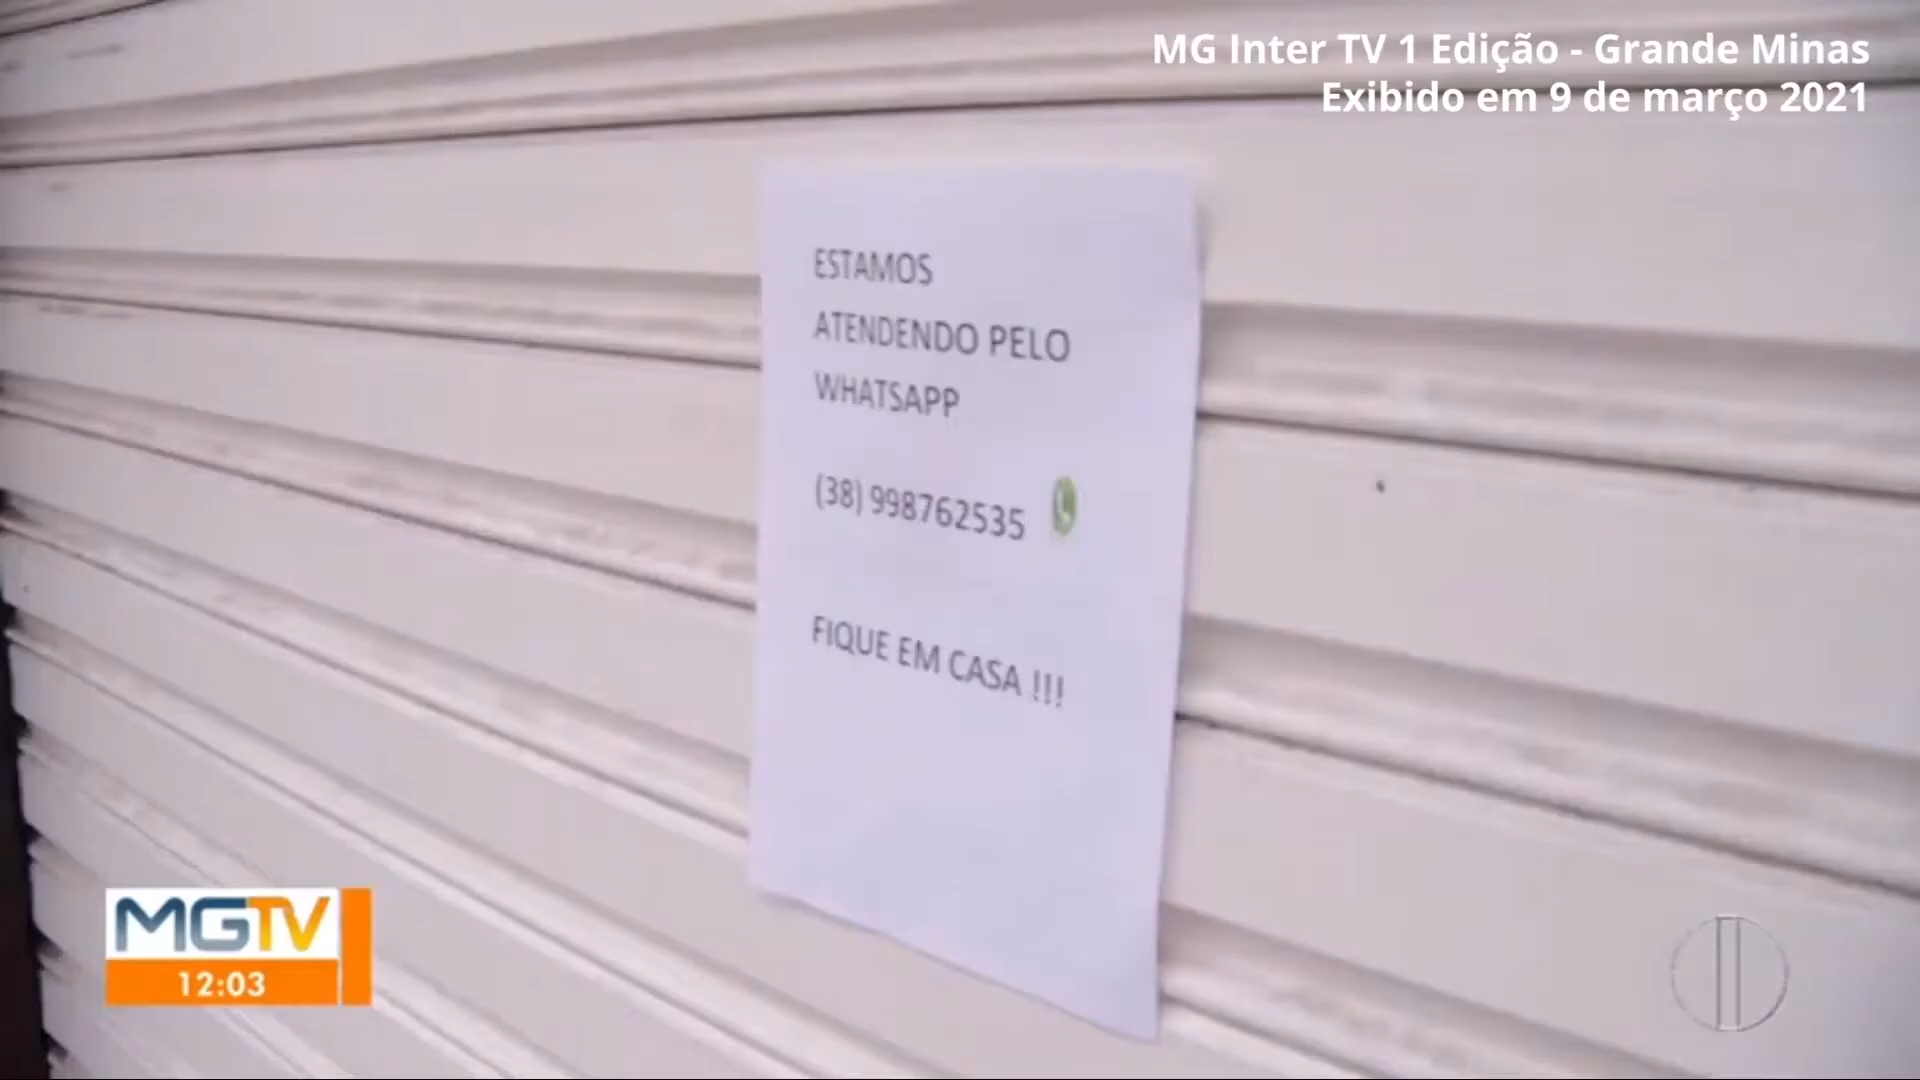 MG Inter TV 1 Edição - Grande Minas
Exibido em 9 de março 2021
ESTAMOS
ATENDENDO PELO
WHATSAPP
(38) 998762535
FIQUE EM CASA !!!
MGTV
12:03